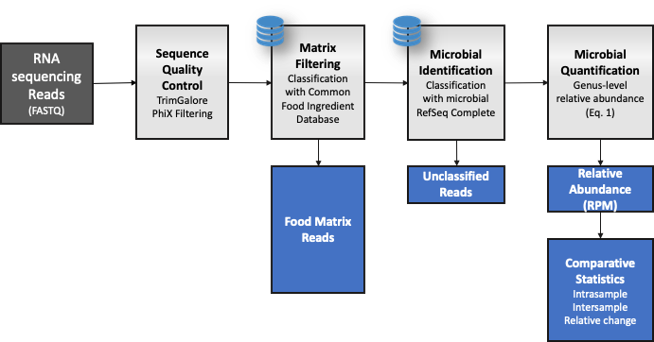 RNA
sequencing
Reads
(FASTQ)
Sequence
Quality
Control
TrimGalore
PhiX Filtering
Matrix
Filtering
Classification
with Common
Food Ingredient
Database
Microbial
Identification
Classification
with microbial
RefSeq Complete
Microbial
Quantification
Genus-level
relative abundance
(Eq. 1)
Food Matrix
Reads
Unclassified
Reads
Relative
Abundance
(RPM)
Comparative
Statistics
Intrasample
Intersample
Relative change